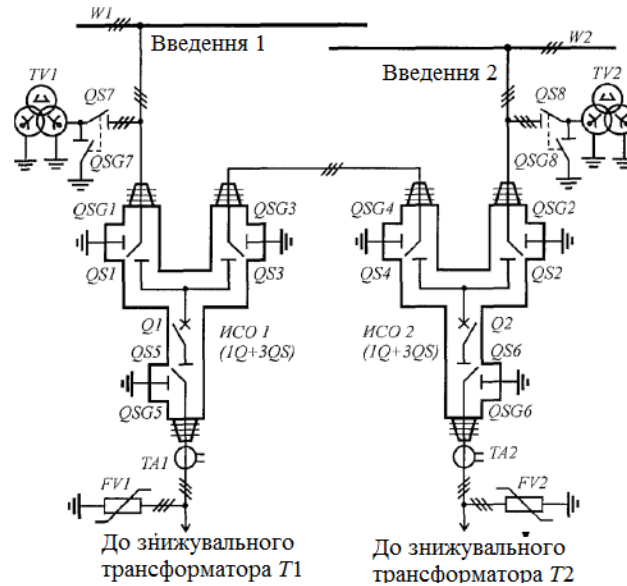 W1
Введення 1
W2
Введення 2
TV1
QS7
QSG7
TV2
QS8
QSG8
QSG1
QSG3
QSG4
QSG2
QS1
QS3
QS4
QS2
Q1
ИСО 1
(1Q+3QS)
QS5
QSG5
ИСО 2
(1Q+3QS)
Q2
QS6
QSG6
TA1
TA2
FV1
FV2
До знижувального
трансформатора T1
До знижувального
трансформатора T2